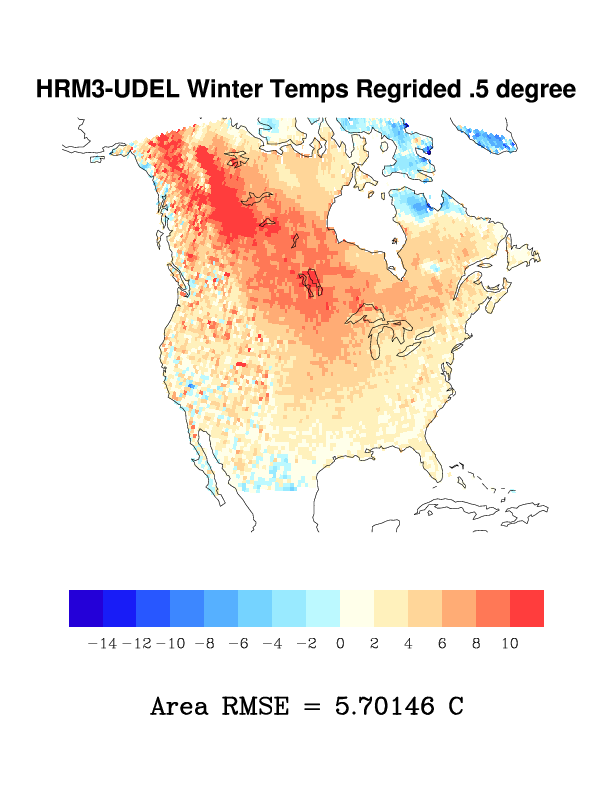 HRM3-UDEL Winter Temps Regrided .5 degree
−14 −12 −10 −8 −6 −4 −2 0 2 4 6 8 10
Area RMSE = 5.70146 C